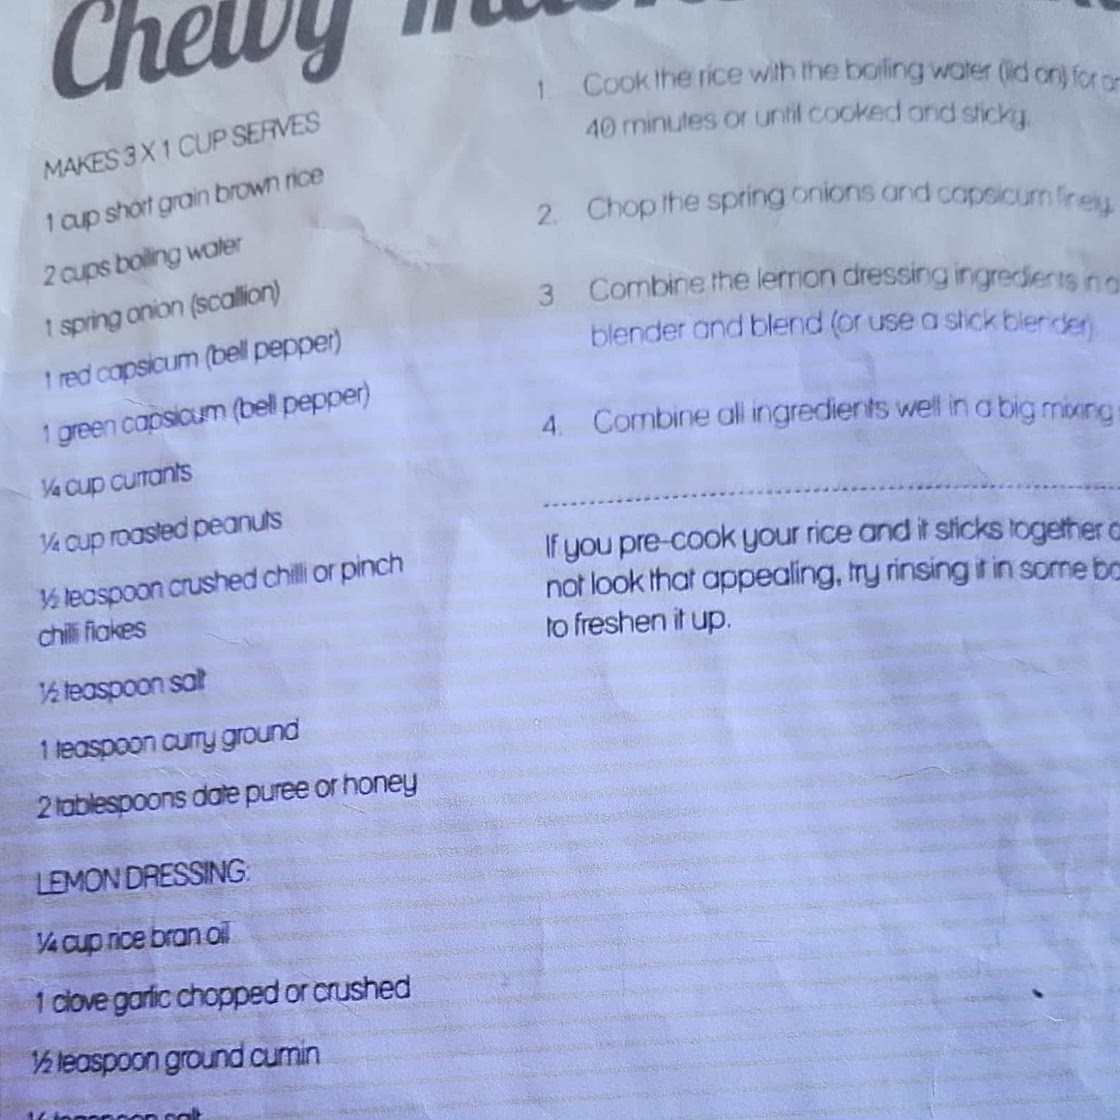 Chewy
MAKES 3 X 1 CUP SERVES
1 cup short grain brown rice
2 cups boiling water
1 spring onion (scallion)
1 red capsicum (bell pepper)
1 green capsicum (bell pepper)
¼ cup currants
¼ cup roasted peanuts
½ teaspoon crushed chilli or pinch
chilli flakes
½ teaspoon salt
1 teaspoon curry ground
2 tablespoons date puree or honey
LEMON DRESSING:
¼ cup rice bran oil
1 clove garlic chopped or crushed
½ teaspoon ground cumin
teaspoon salt
1. Cook the rice with the boiling water (lid on) for
40 minutes or until cooked and sticky.
2. Chop the spring onions and capsicum finely.
3 Combine the lemon dressing ingredients in a
blender and blend (or use a stick blender)
4. Combine all ingredients well in a big mixing
If you pre-cook your rice and it sticks together
not look that appealing, try rinsing it in some
to freshen it up.